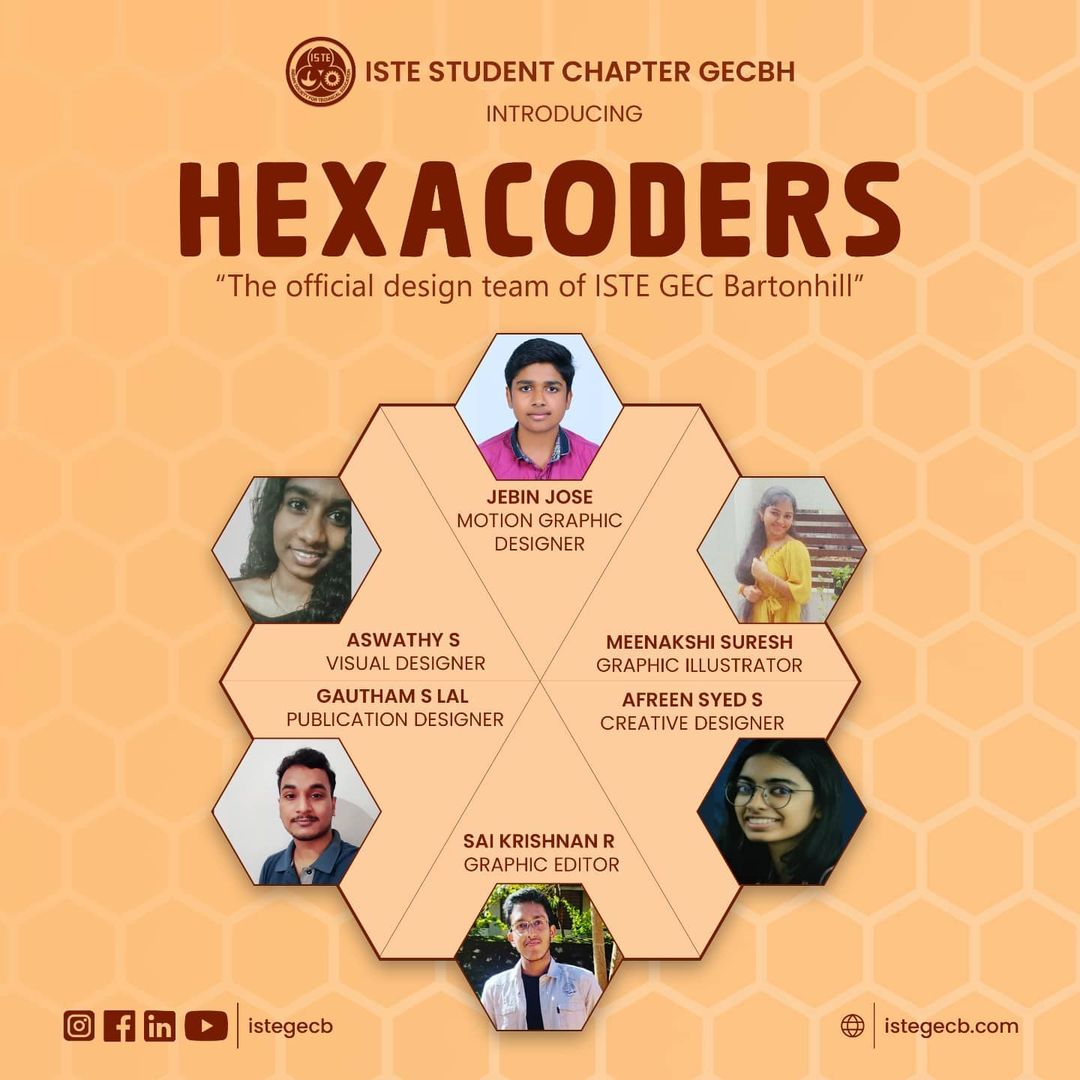 ISTE
ISTE STUDENT CHAPTER GECBH
INTRODUCING
HEXACODERS
“The official design team of ISTE GEC Bartonhill”
JEBIN JOSE
MOTION GRAPHIC
DESIGNER
ASWATHY S
VISUAL DESIGNER
MEENAKSHI SURESH
GRAPHIC ILLUSTRATOR
GAUTHAM S LAL
PUBLICATION DESIGNER
AFREEN SYED S
CREATIVE DESIGNER
SAI KRISHNAN R
GRAPHIC EDITOR
istegecb
istegecb.com